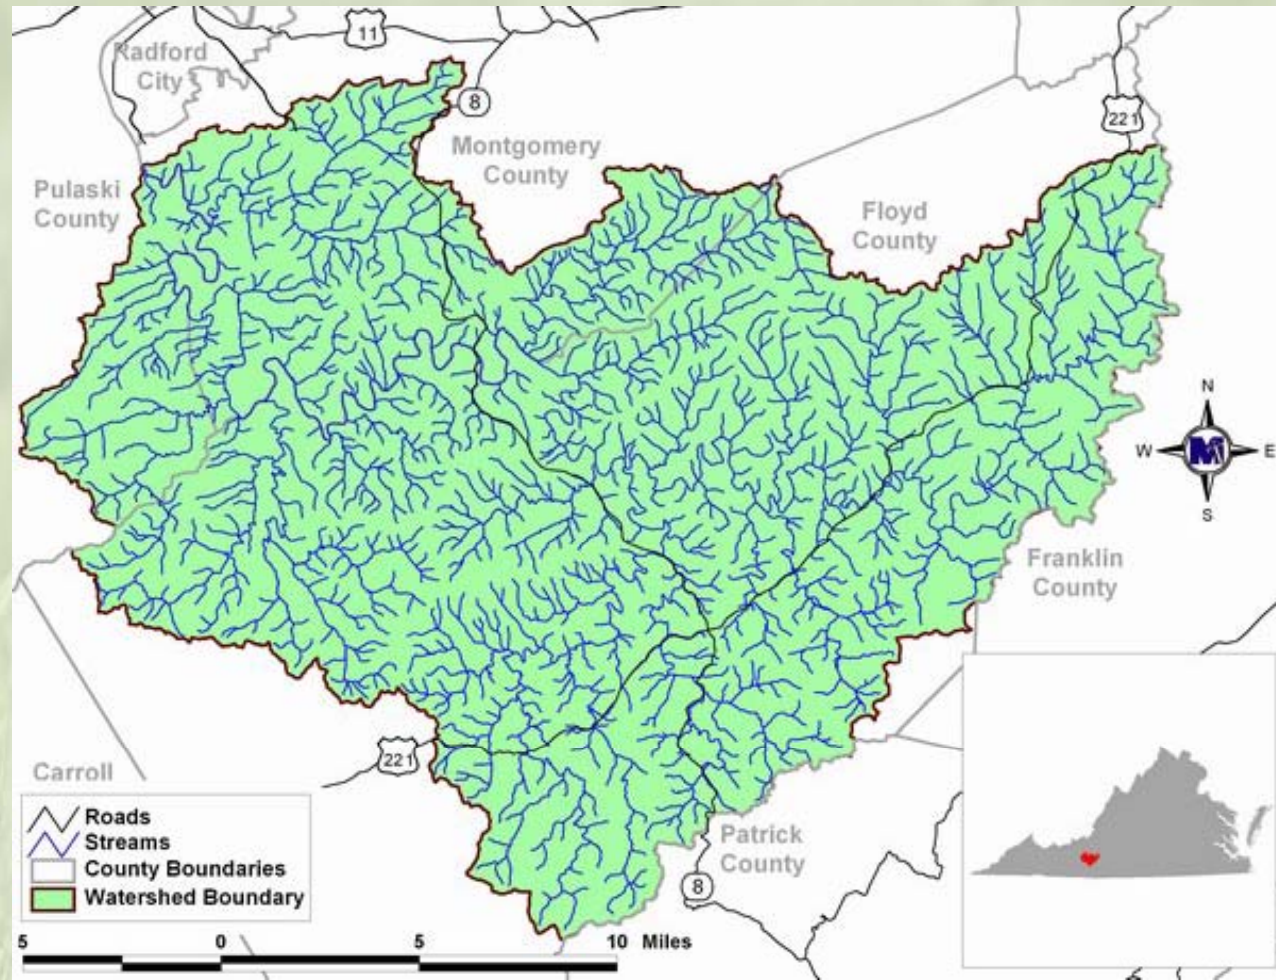 11
Radford
City
8
221
Montgomery
County
Pulaski
County
Floyd
County
N
W
M
E
S
Franklin
County
221
Carroll
Roads
Streams
County Boundaries
Watershed Boundary
Patrick
County
8
5 0 5 10 Miles